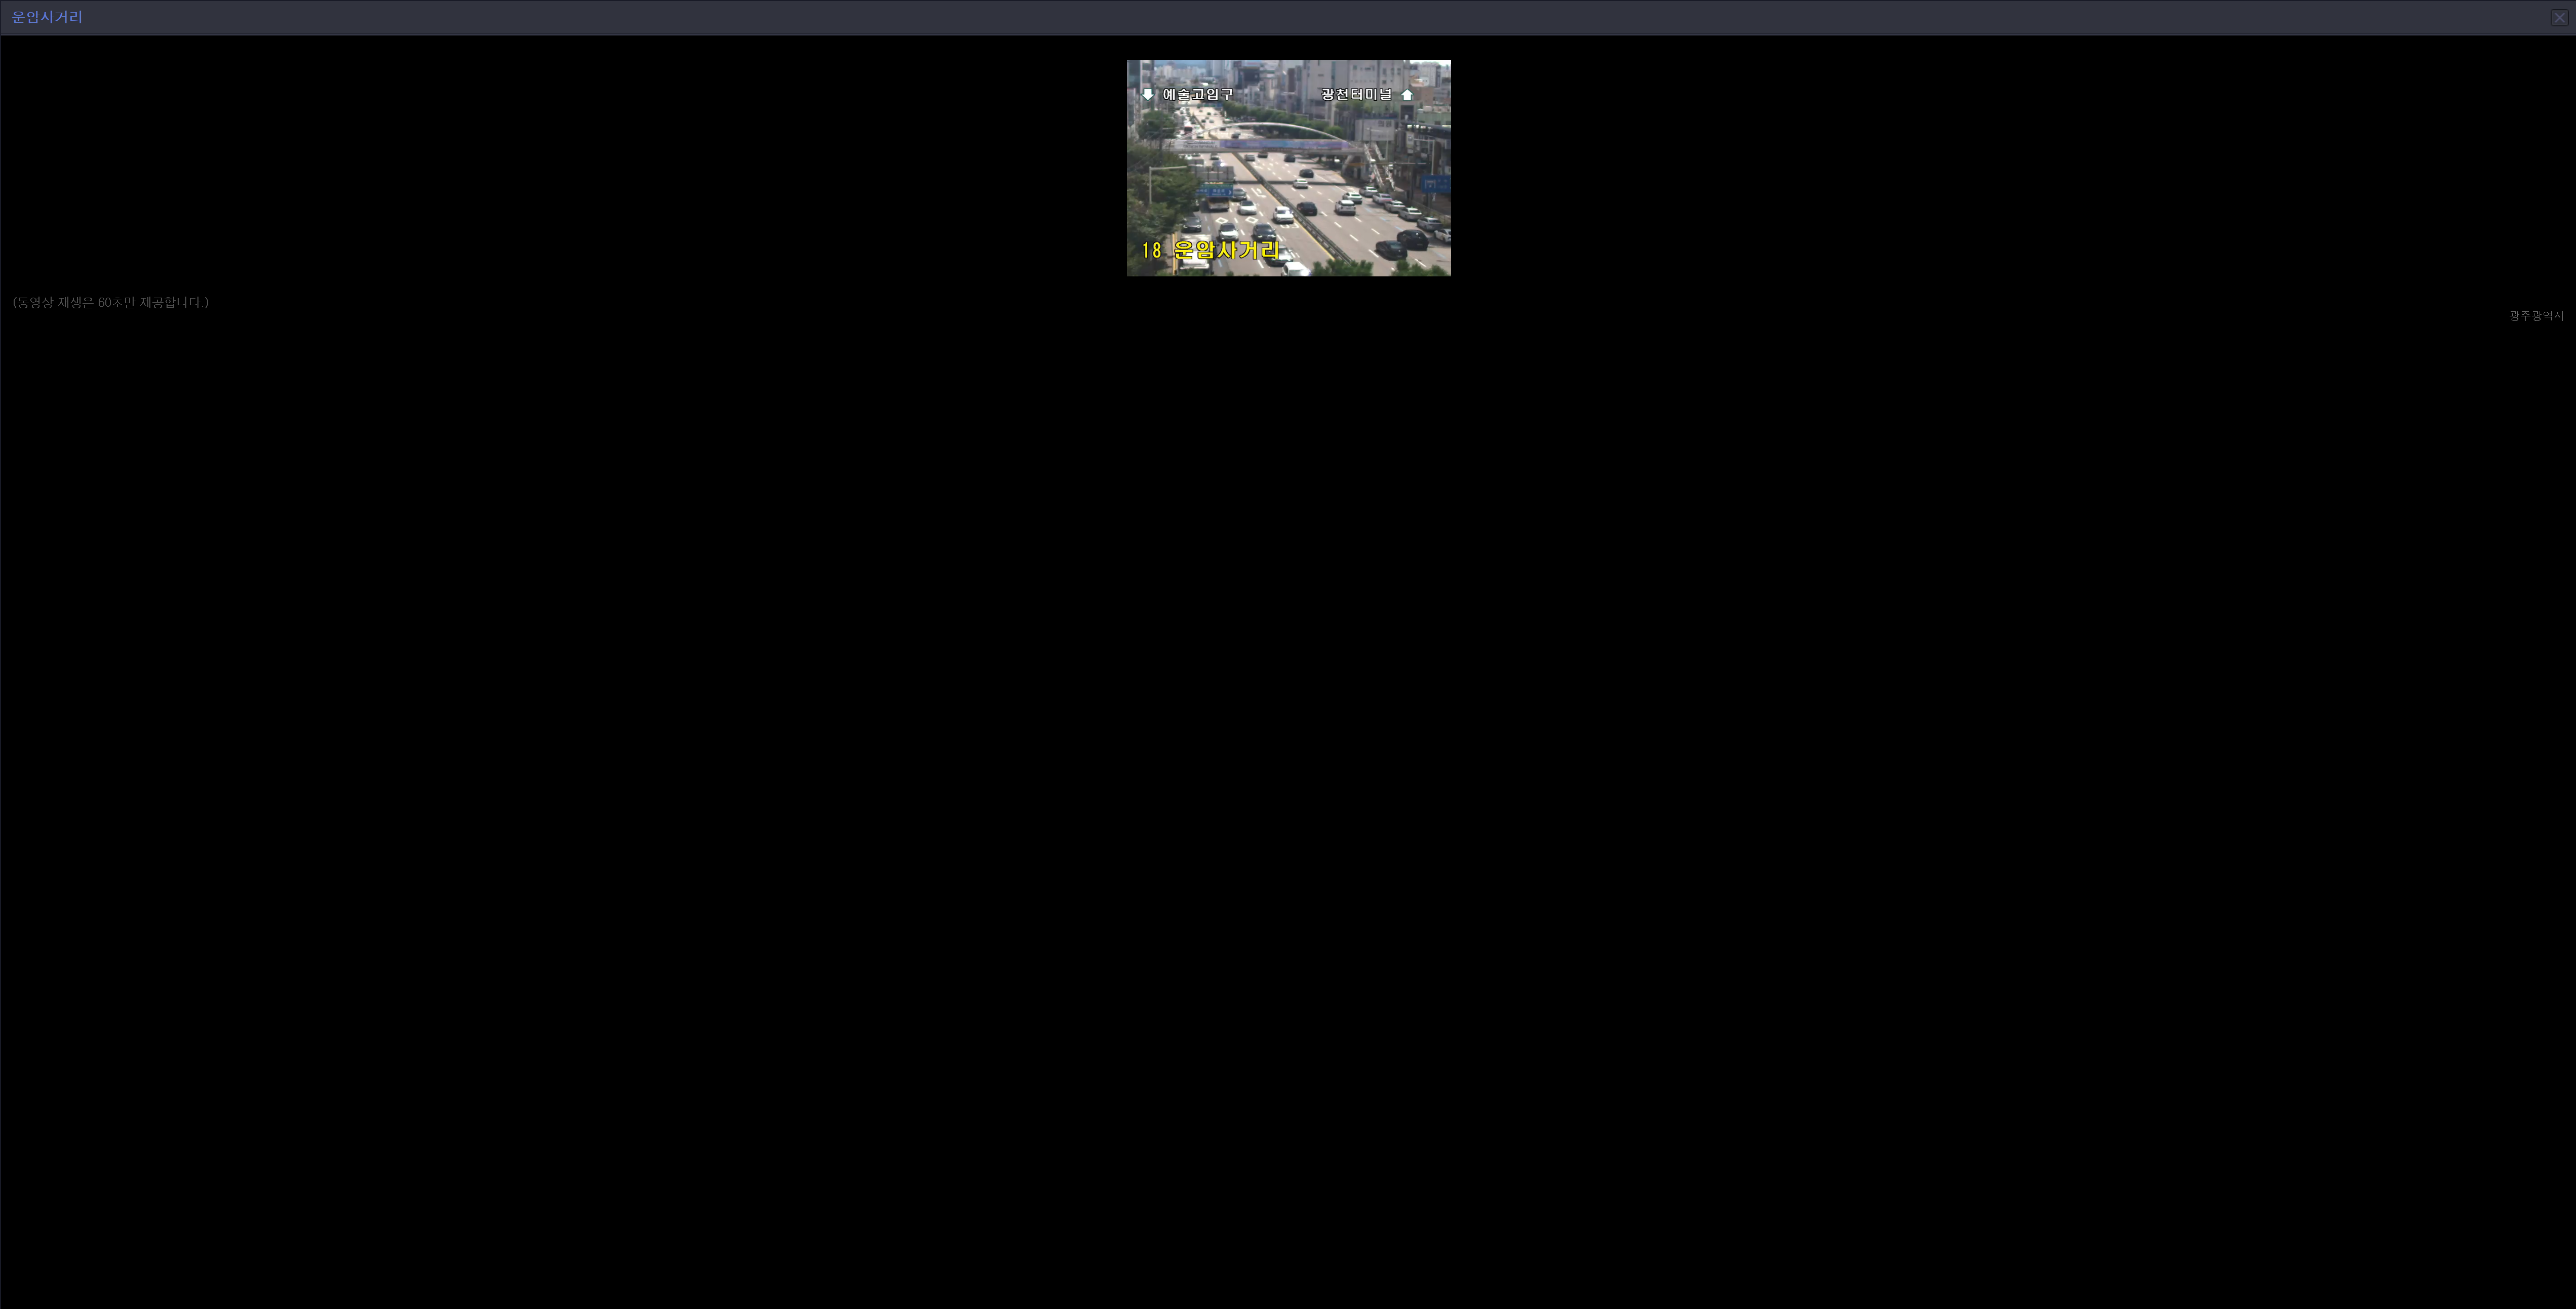 운암사거리
예술고입구
광천터미널
18 운암사거리
(동영상 재생은 60초만 제공합니다.)
광주광역시